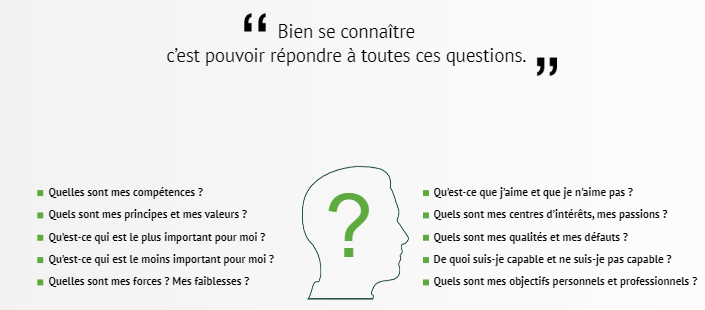 “ Bien se connaître
c’est pouvoir répondre à toutes ces questions. ”
Quelles sont mes compétences ?
Quels sont mes principes et mes valeurs ?
Qu’est-ce qui est le plus important pour moi ?
Qu’est-ce qui est le moins important pour moi ?
Quelles sont mes forces ? Mes faiblesses ?
?
Qu’est-ce que j’aime et que je n’aime pas ?
Quels sont mes centres d’intérêts, mes passions ?
Quels sont mes qualités et mes défauts ?
De quoi suis-je capable et ne suis-je pas capable ?
Quels sont mes objectifs personnels et professionnels ?